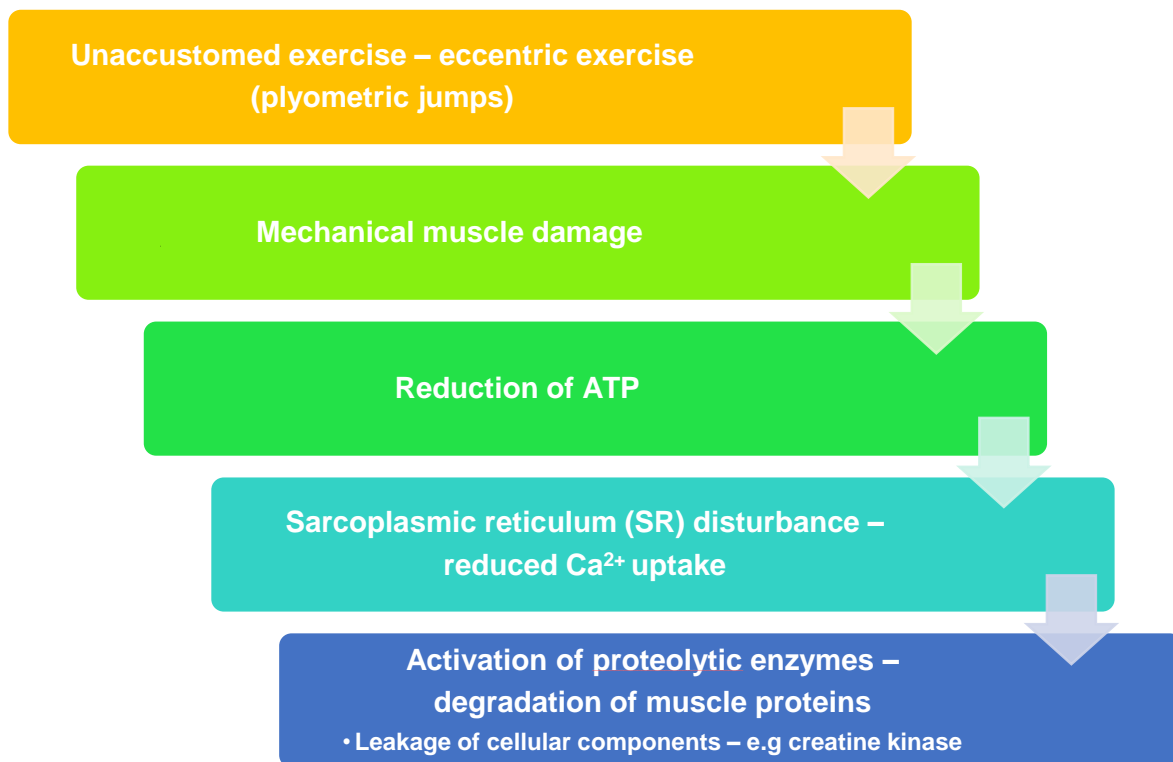 Unaccustomed exercise – eccentric exercise
(plyometric jumps)
Mechanical muscle damage
Reduction of ATP
Sarcoplasmic reticulum (SR) disturbance –
reduced Ca²⁺ uptake
Activation of proteolytic enzymes –
degradation of muscle proteins
• Leakage of cellular components – e.g creatine kinase